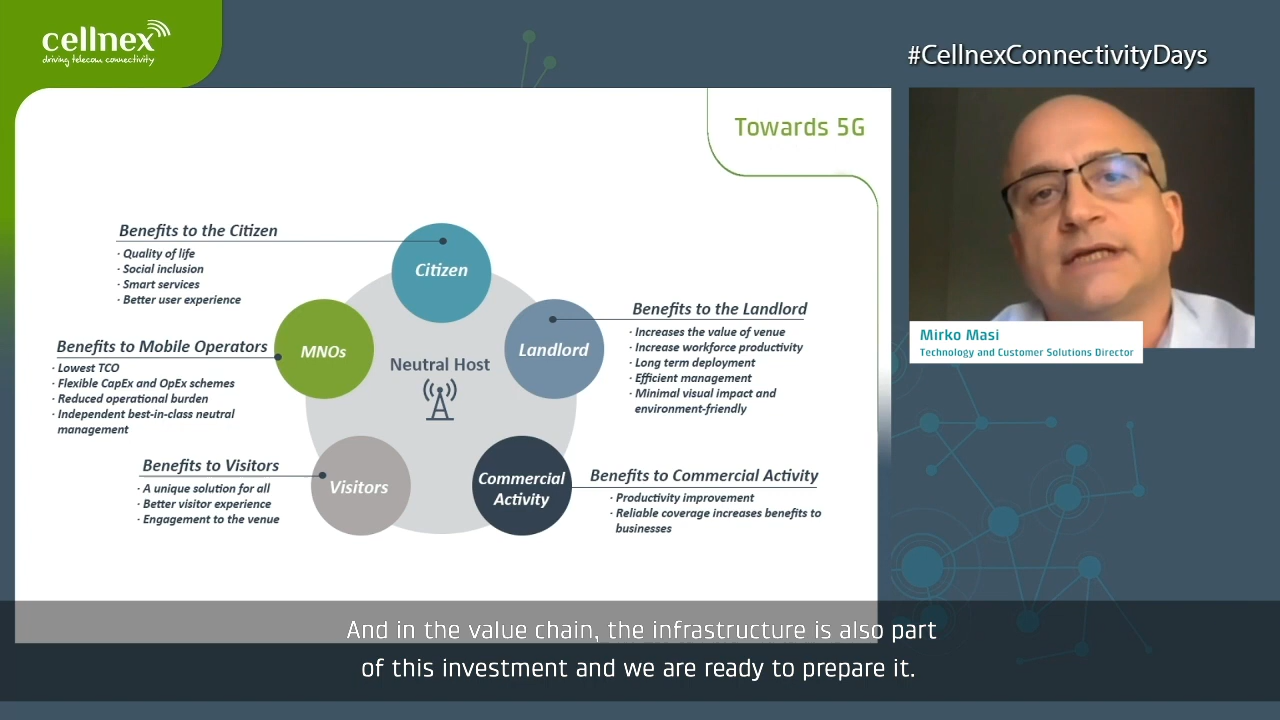 cellnex
driving telecom connectivity
#CellnexConnectivityDays
Towards 5G
Benefits to the Citizen
· Quality of life
· Social inclusion
· Smart services
· Better user experience
Citizen
Benefits to the Landlord
· Increases the value of venue
· Increase workforce productivity
· Long term deployment
· Efficient management
· Minimal visual impact and
environment-friendly
Landlord
Benefits to Mobile Operators
· Lowest TCO
· Flexible CapEx and OpEx schemes
· Reduced operational burden
· Independent best-in-class neutral
management
MNOs
Neutral Host
Benefits to Visitors
· A unique solution for all
· Better visitor experience
· Engagement to the venue
Visitors
Commercial
Activity
Benefits to Commercial Activity
· Productivity improvement
· Reliable coverage increases benefits to
businesses
Mirko Masi
Technology and Customer Solutions Director
And in the value chain, the infrastructure is also part
of this investment and we are ready to prepare it.